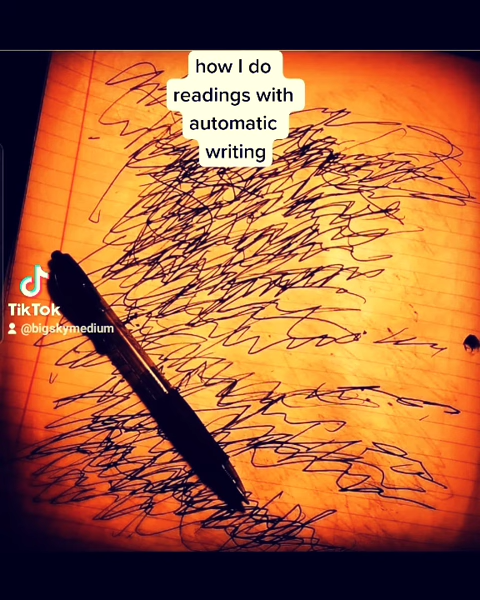 how I do
readings with
automatic
writing
TikTok
@bigskymedium